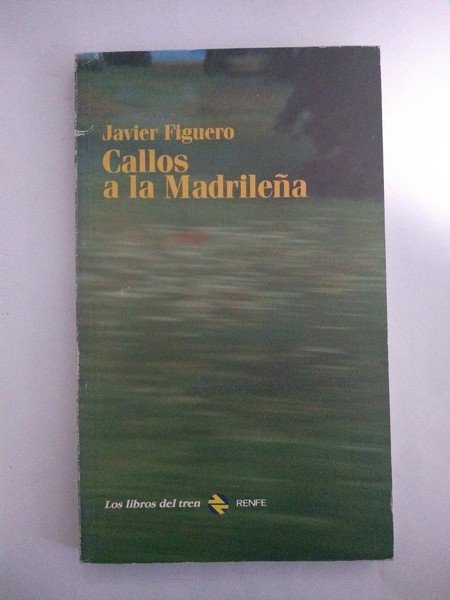 Javier Figuero
Callos
a la Madrileña
Los libros del tren RENFE